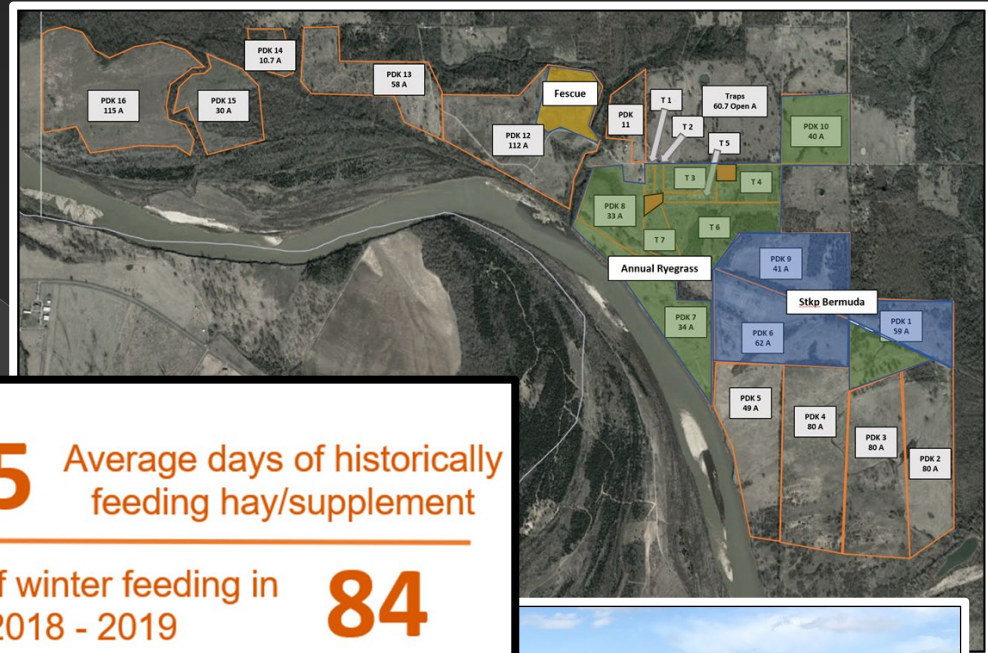 PDK 14
10.7 A
PDK 13
58 A
PDK 16
115 A
PDK 15
30 A
Fescue
PDK 12
112 A
PDK
11
T 1
T 2
Traps
60.7 Open A
T 5
PDK 10
40 A
T 3
T 4
PDK 8
33 A
T 6
T 7
PDK 9
41 A
Annual Ryegrass
Stkp Bermuda
PDK 7
34 A
PDK 6
62 A
PDK 1
59 A
PDK 5
49 A
PDK 4
80 A
PDK 3
80 A
PDK 2
80 A
5 Average days of historically
feeding hay/supplement
winter feeding in 84
2018 - 2019